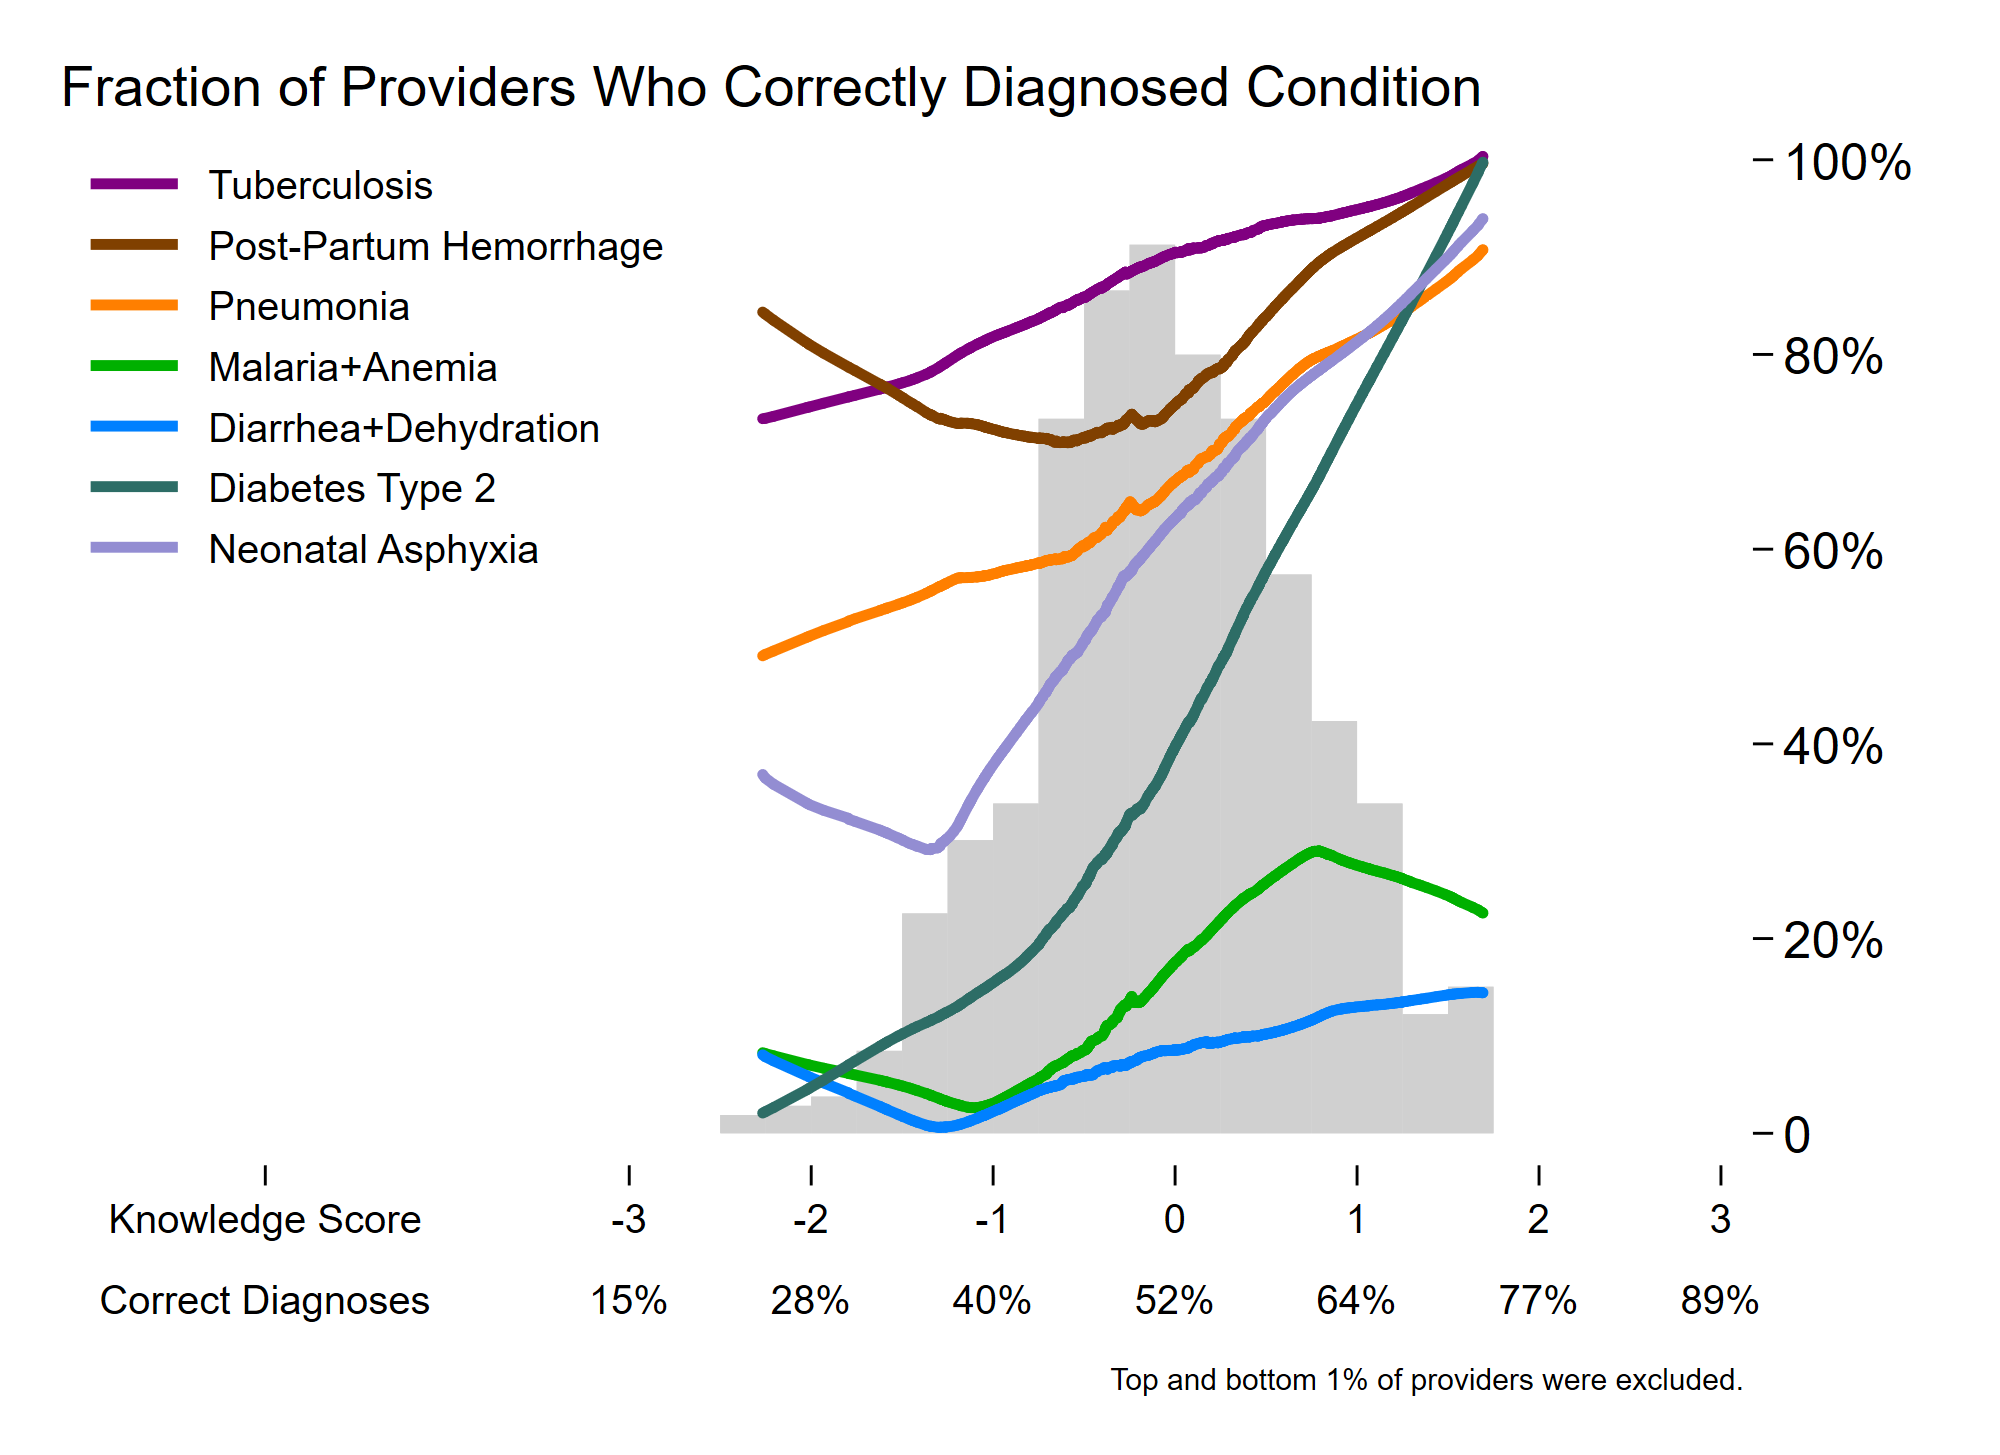 Fraction of Providers Who Correctly Diagnosed Condition
Tuberculosis
Post-Partum Hemorrhage
Pneumonia
Malaria+Anemia
Diarrhea+Dehydration
Diabetes Type 2
Neonatal Asphyxia
100%
80%
60%
40%
20%
0
Knowledge Score -3 -2 -1 0 1 2 3
Correct Diagnoses 15% 28% 40% 52% 64% 77% 89%
Top and bottom 1% of providers were excluded.